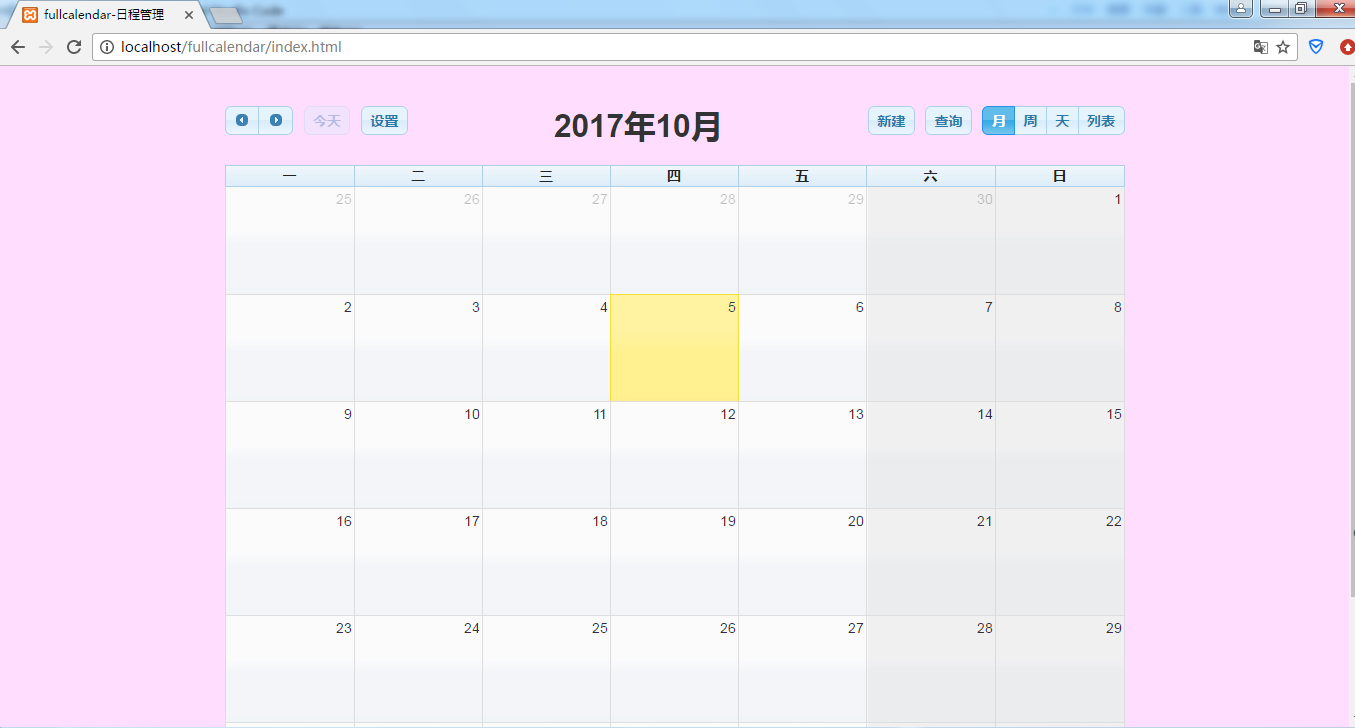 fullcalendar-日程管理
localhost/fullcalendar/index.html
今天 设置 2017年10月 新建 查询 月 周 天 列表
一 二 三 四 五 六 日
25 26 27 28 29 30 1
2 3 4 5 6 7 8
9 10 11 12 13 14 15
16 17 18 19 20 21 22
23 24 25 26 27 28 29